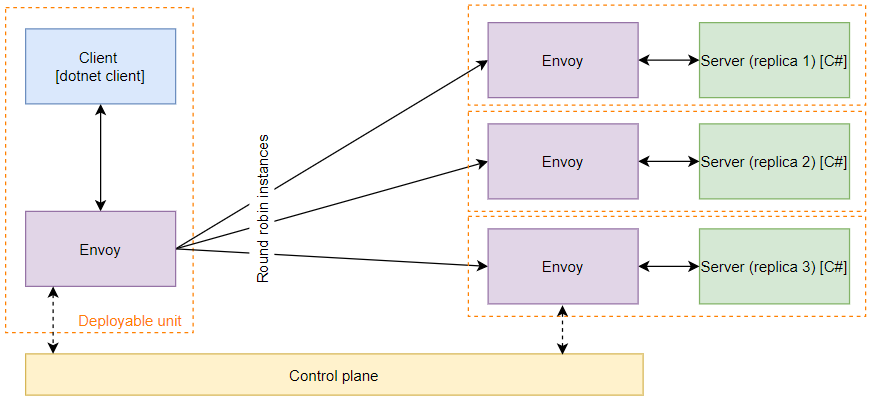 Client
[dotnet client]
Envoy
Deployable unit
Round robin instances
Envoy
Server (replica 1) [C#]
Envoy
Server (replica 2) [C#]
Envoy
Server (replica 3) [C#]
Control plane